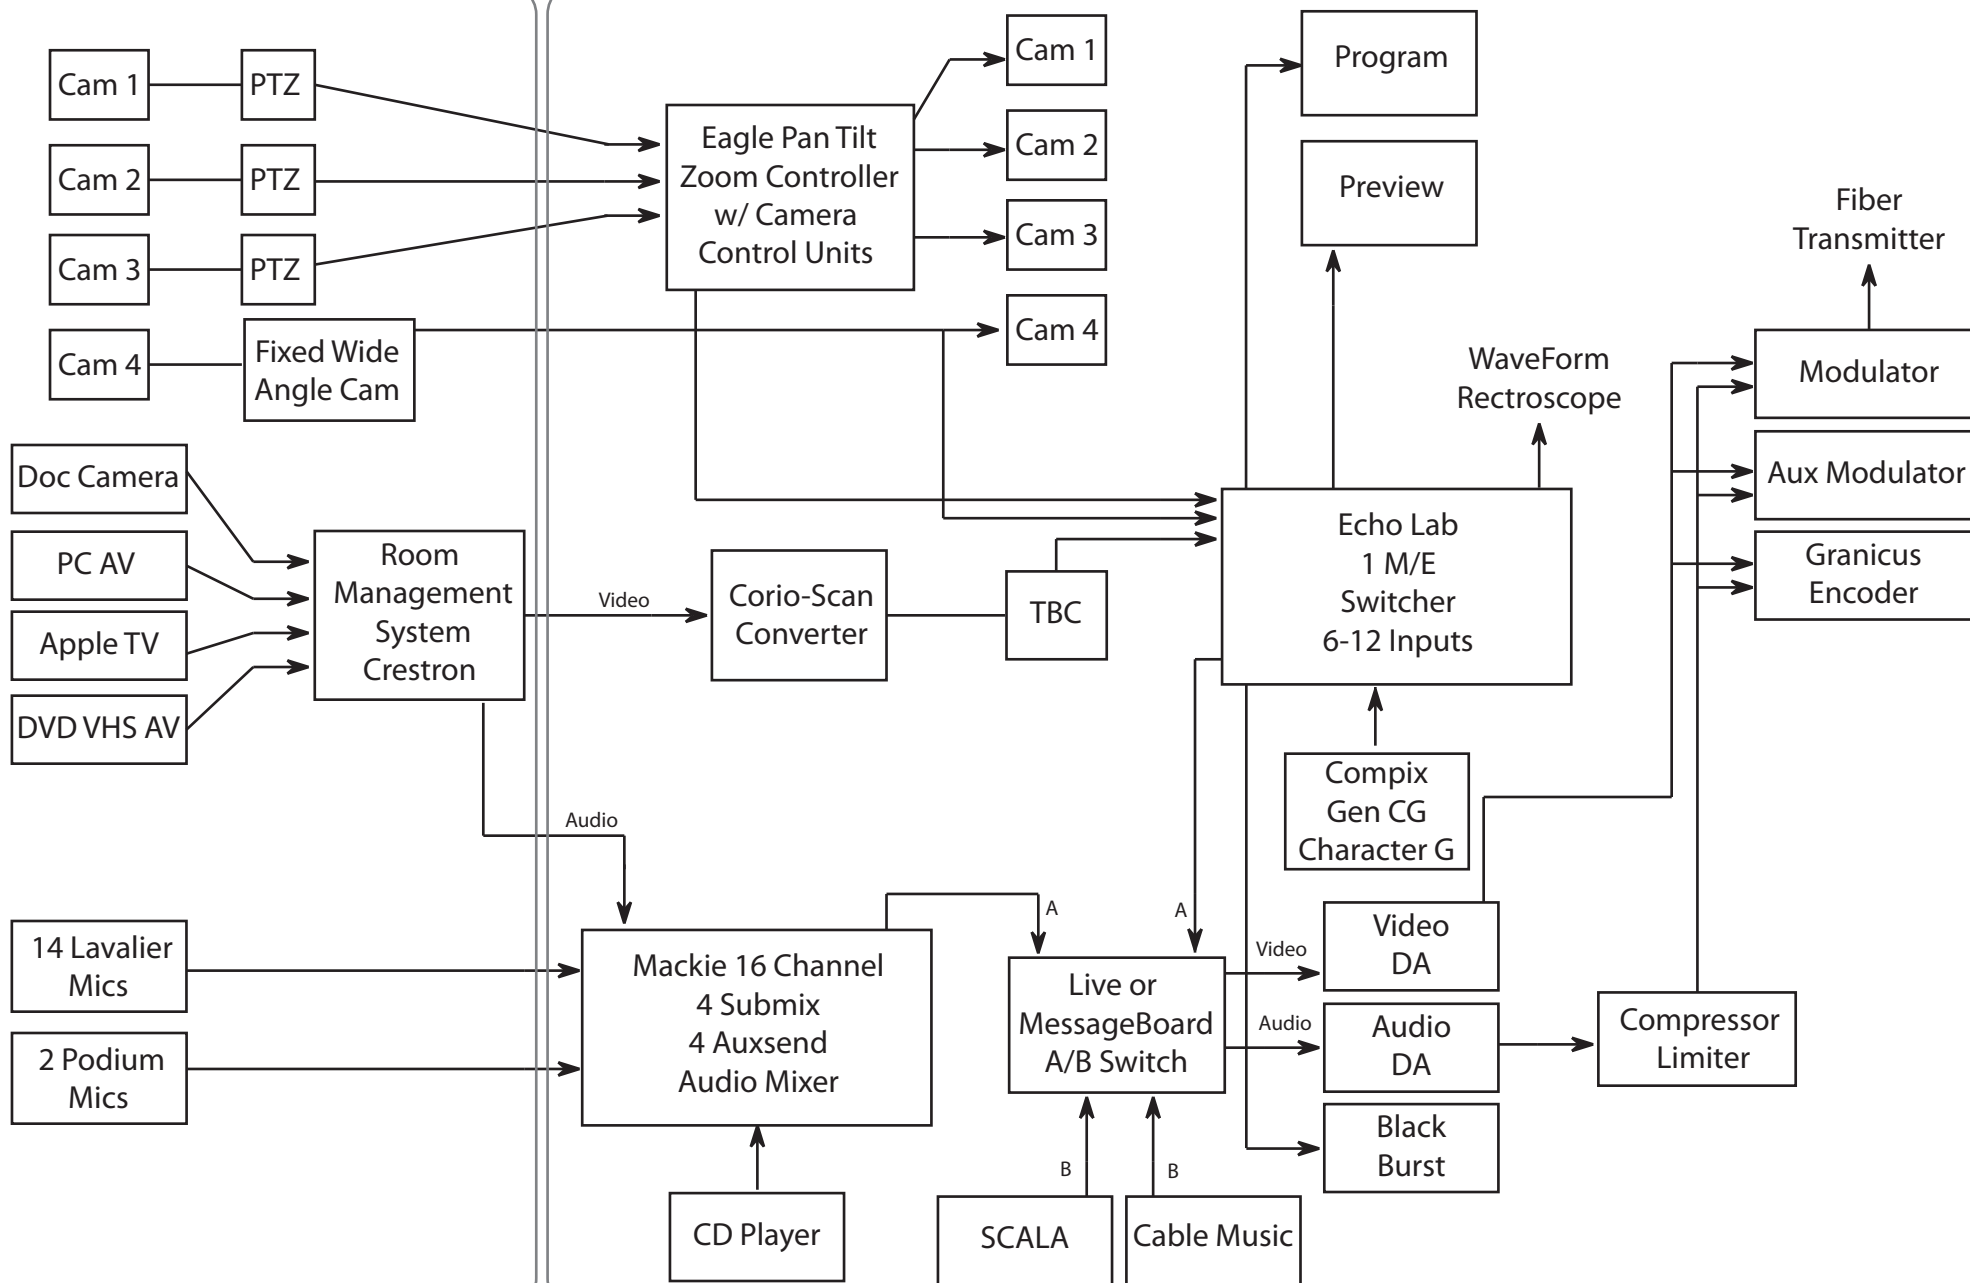 Cam 1
PTZ
Cam 2
PTZ
Cam 3
PTZ
Cam 4
Fixed Wide
Angle Cam
Doc Camera
PC AV
Apple TV
DVD VHS AV
Room
Management
System
Crestron
14 Lavalier
Mics
2 Podium
Mics
Eagle Pan Tilt
Zoom Controller
w/ Camera
Control Units
Cam 1
Cam 2
Cam 3
Cam 4
Video
Corio-Scan
Converter
TBC
Audio
Mackie 16 Channel
4 Submix
4 Auxsend
Audio Mixer
CD Player
A
A
Live or
MessageBoard
A/B Switch
B
B
SCALA
Cable Music
Program
Preview
WaveForm
Rectroscope
Echo Lab
1 M/E
Switcher
6-12 Inputs
Compix
Gen CG
Character G
Video
Video
DA
Audio
Audio
DA
Black
Burst
Compressor
Limiter
Fiber
Transmitter
Modulator
Aux Modulator
Granicus
Encoder